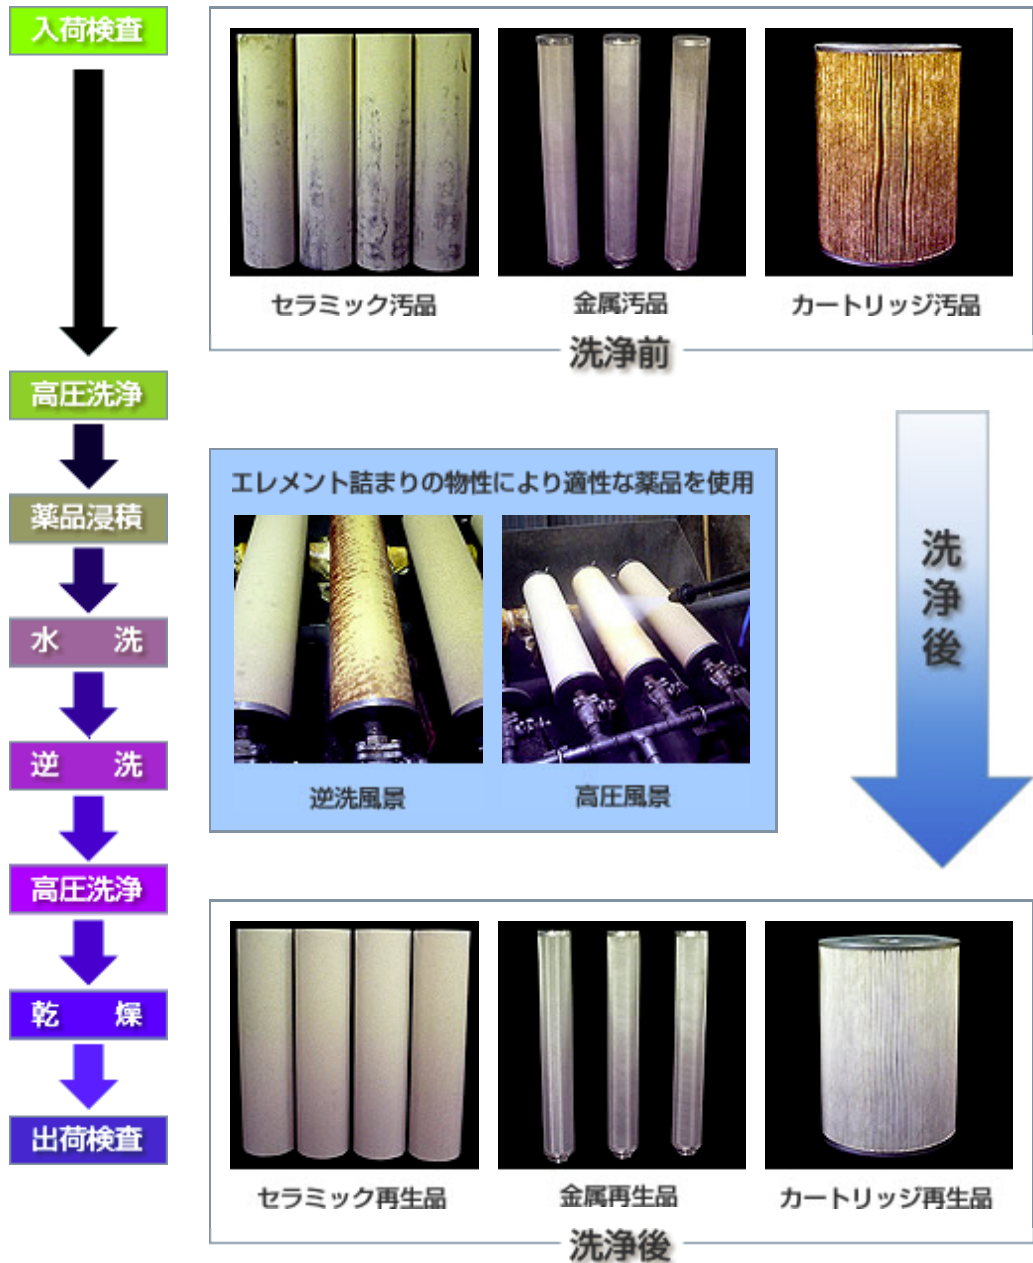 入荷検査
高圧洗浄
薬品浸積
水 洗
逆 洗
高圧洗浄
乾 燥
出荷検査
セラミック汚品
金属汚品
カートリッジ汚品
洗浄前
エレメント詰まりの物性により適性な薬品を使用
逆洗風景
高圧風景
洗浄後
セラミック再生品
金属再生品
カートリッジ再生品
洗浄後